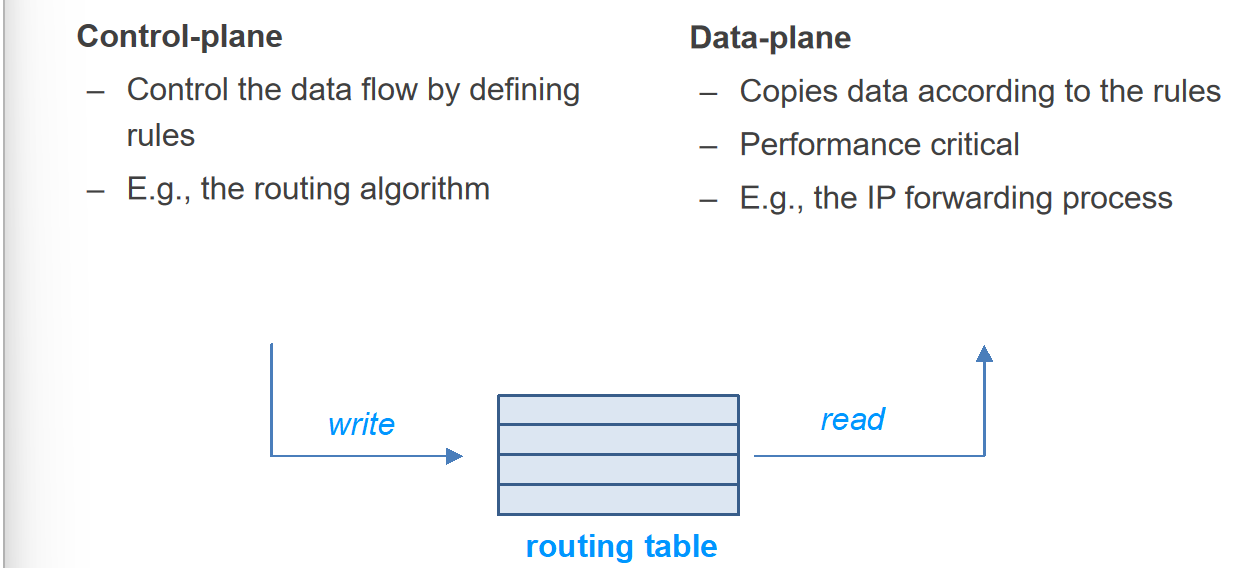 Control-plane
– Control the data flow by defining
rules
– E.g., the routing algorithm
Data-plane
– Copies data according to the rules
– Performance critical
– E.g., the IP forwarding process
write
read
routing table